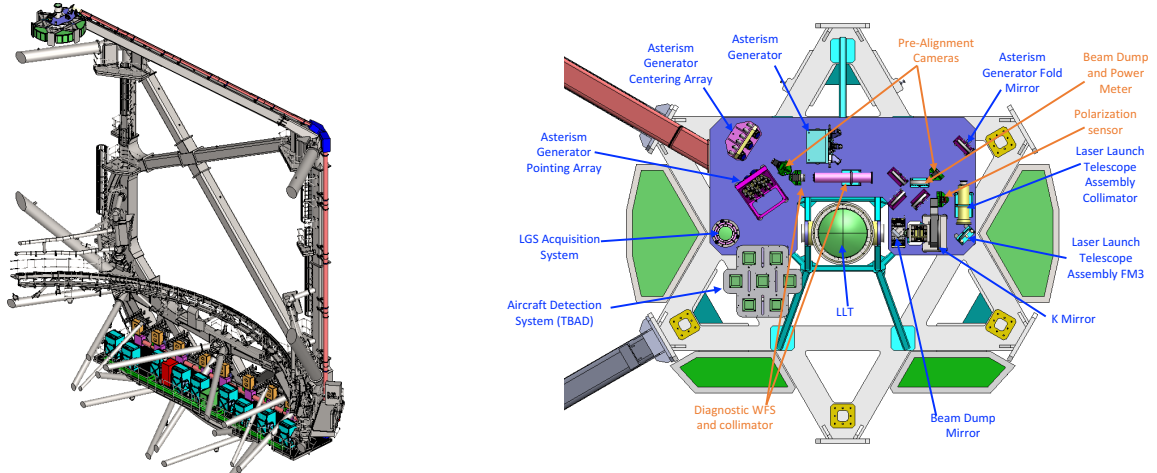 Asterism
Generator
Centering Array
Asterism
Generator
Pre-Alignment
Cameras
Asterism
Generator Fold
Mirror
Beam Dump
and Power
Meter
Polarization
sensor
Asterism
Generator
Pointing Array
Laser Launch
Telescope
Assembly
Collimator
LGS Acquisition
System
Laser Launch
Telescope
Assembly FM3
Aircraft Detection
System (TBAD)
LLT
K Mirror
Diagnostic WFS
and collimator
Beam Dump
Mirror